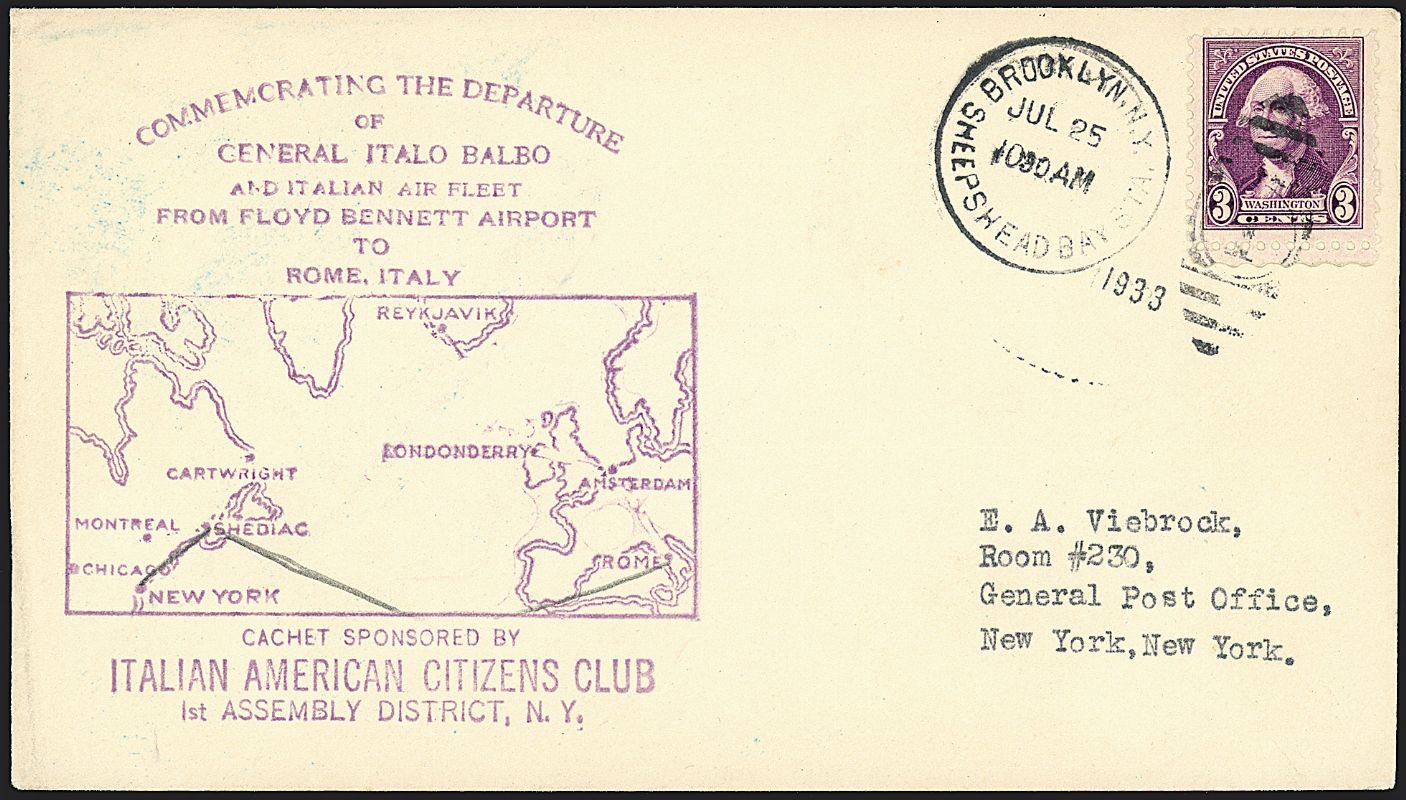 COMMEMORATING THE DEPARTURE
OF
GENERAL ITALO BALBO
AND ITALIAN AIR FLEET
FROM FLOYD BENNETT AIRPORT
TO
ROME, ITALY
REYKJAVIK
LONDONDERRY
AMSTERDAM
CARTWRIGHT
MONTREAL
SHEDIAC
CHICAGO
ROME
NEW YORK
CACHET SPONSORED BY
ITALIAN AMERICAN CITIZENS CLUB
1st ASSEMBLY DISTRICT, N. Y.
BROOKLYN, N.Y.
JUL 25
1030AM
SHEEPSHEAD BAY STA.
1933
UNITED STATES POSTAGE
3 WASHINGTON 3
CENTS
E. A. Viebrock,
Room #230,
General Post Office,
New York, New York.